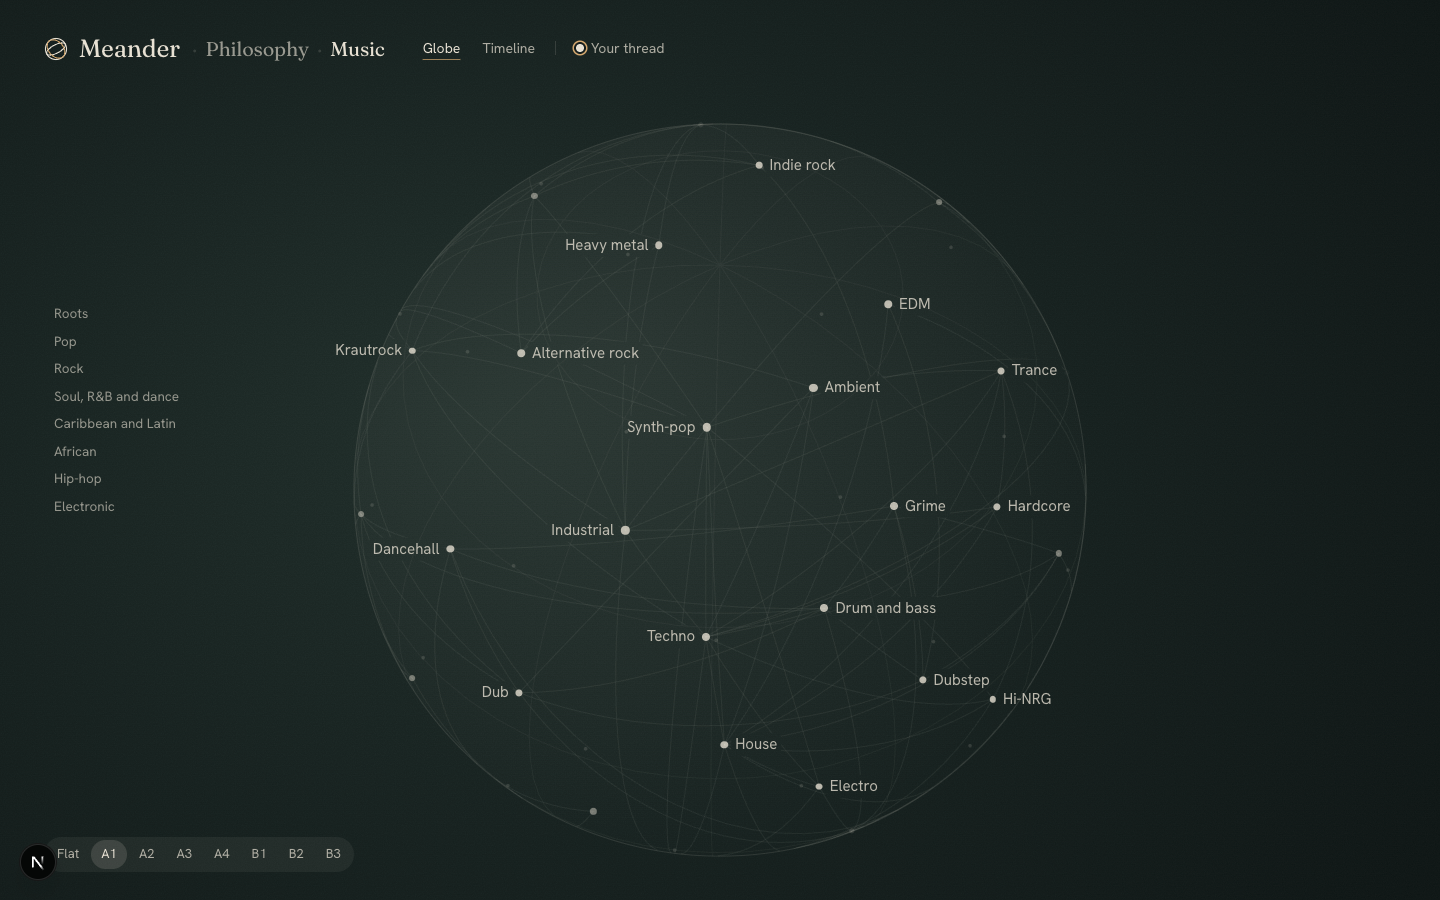 Meander · Philosophy · Music Globe Timeline Your thread
Indie rock
Heavy metal
EDM
Roots
Pop
Krautrock
Alternative rock
Rock
Trance
Ambient
Soul, R&B and dance
Caribbean and Latin
Synth-pop
African
Hip-hop
Electronic
Grime
Hardcore
Industrial
Dancehall
Drum and bass
Techno
Dubstep
Dub
Hi-NRG
House
Electro
N Flat A1 A2 A3 A4 B1 B2 B3